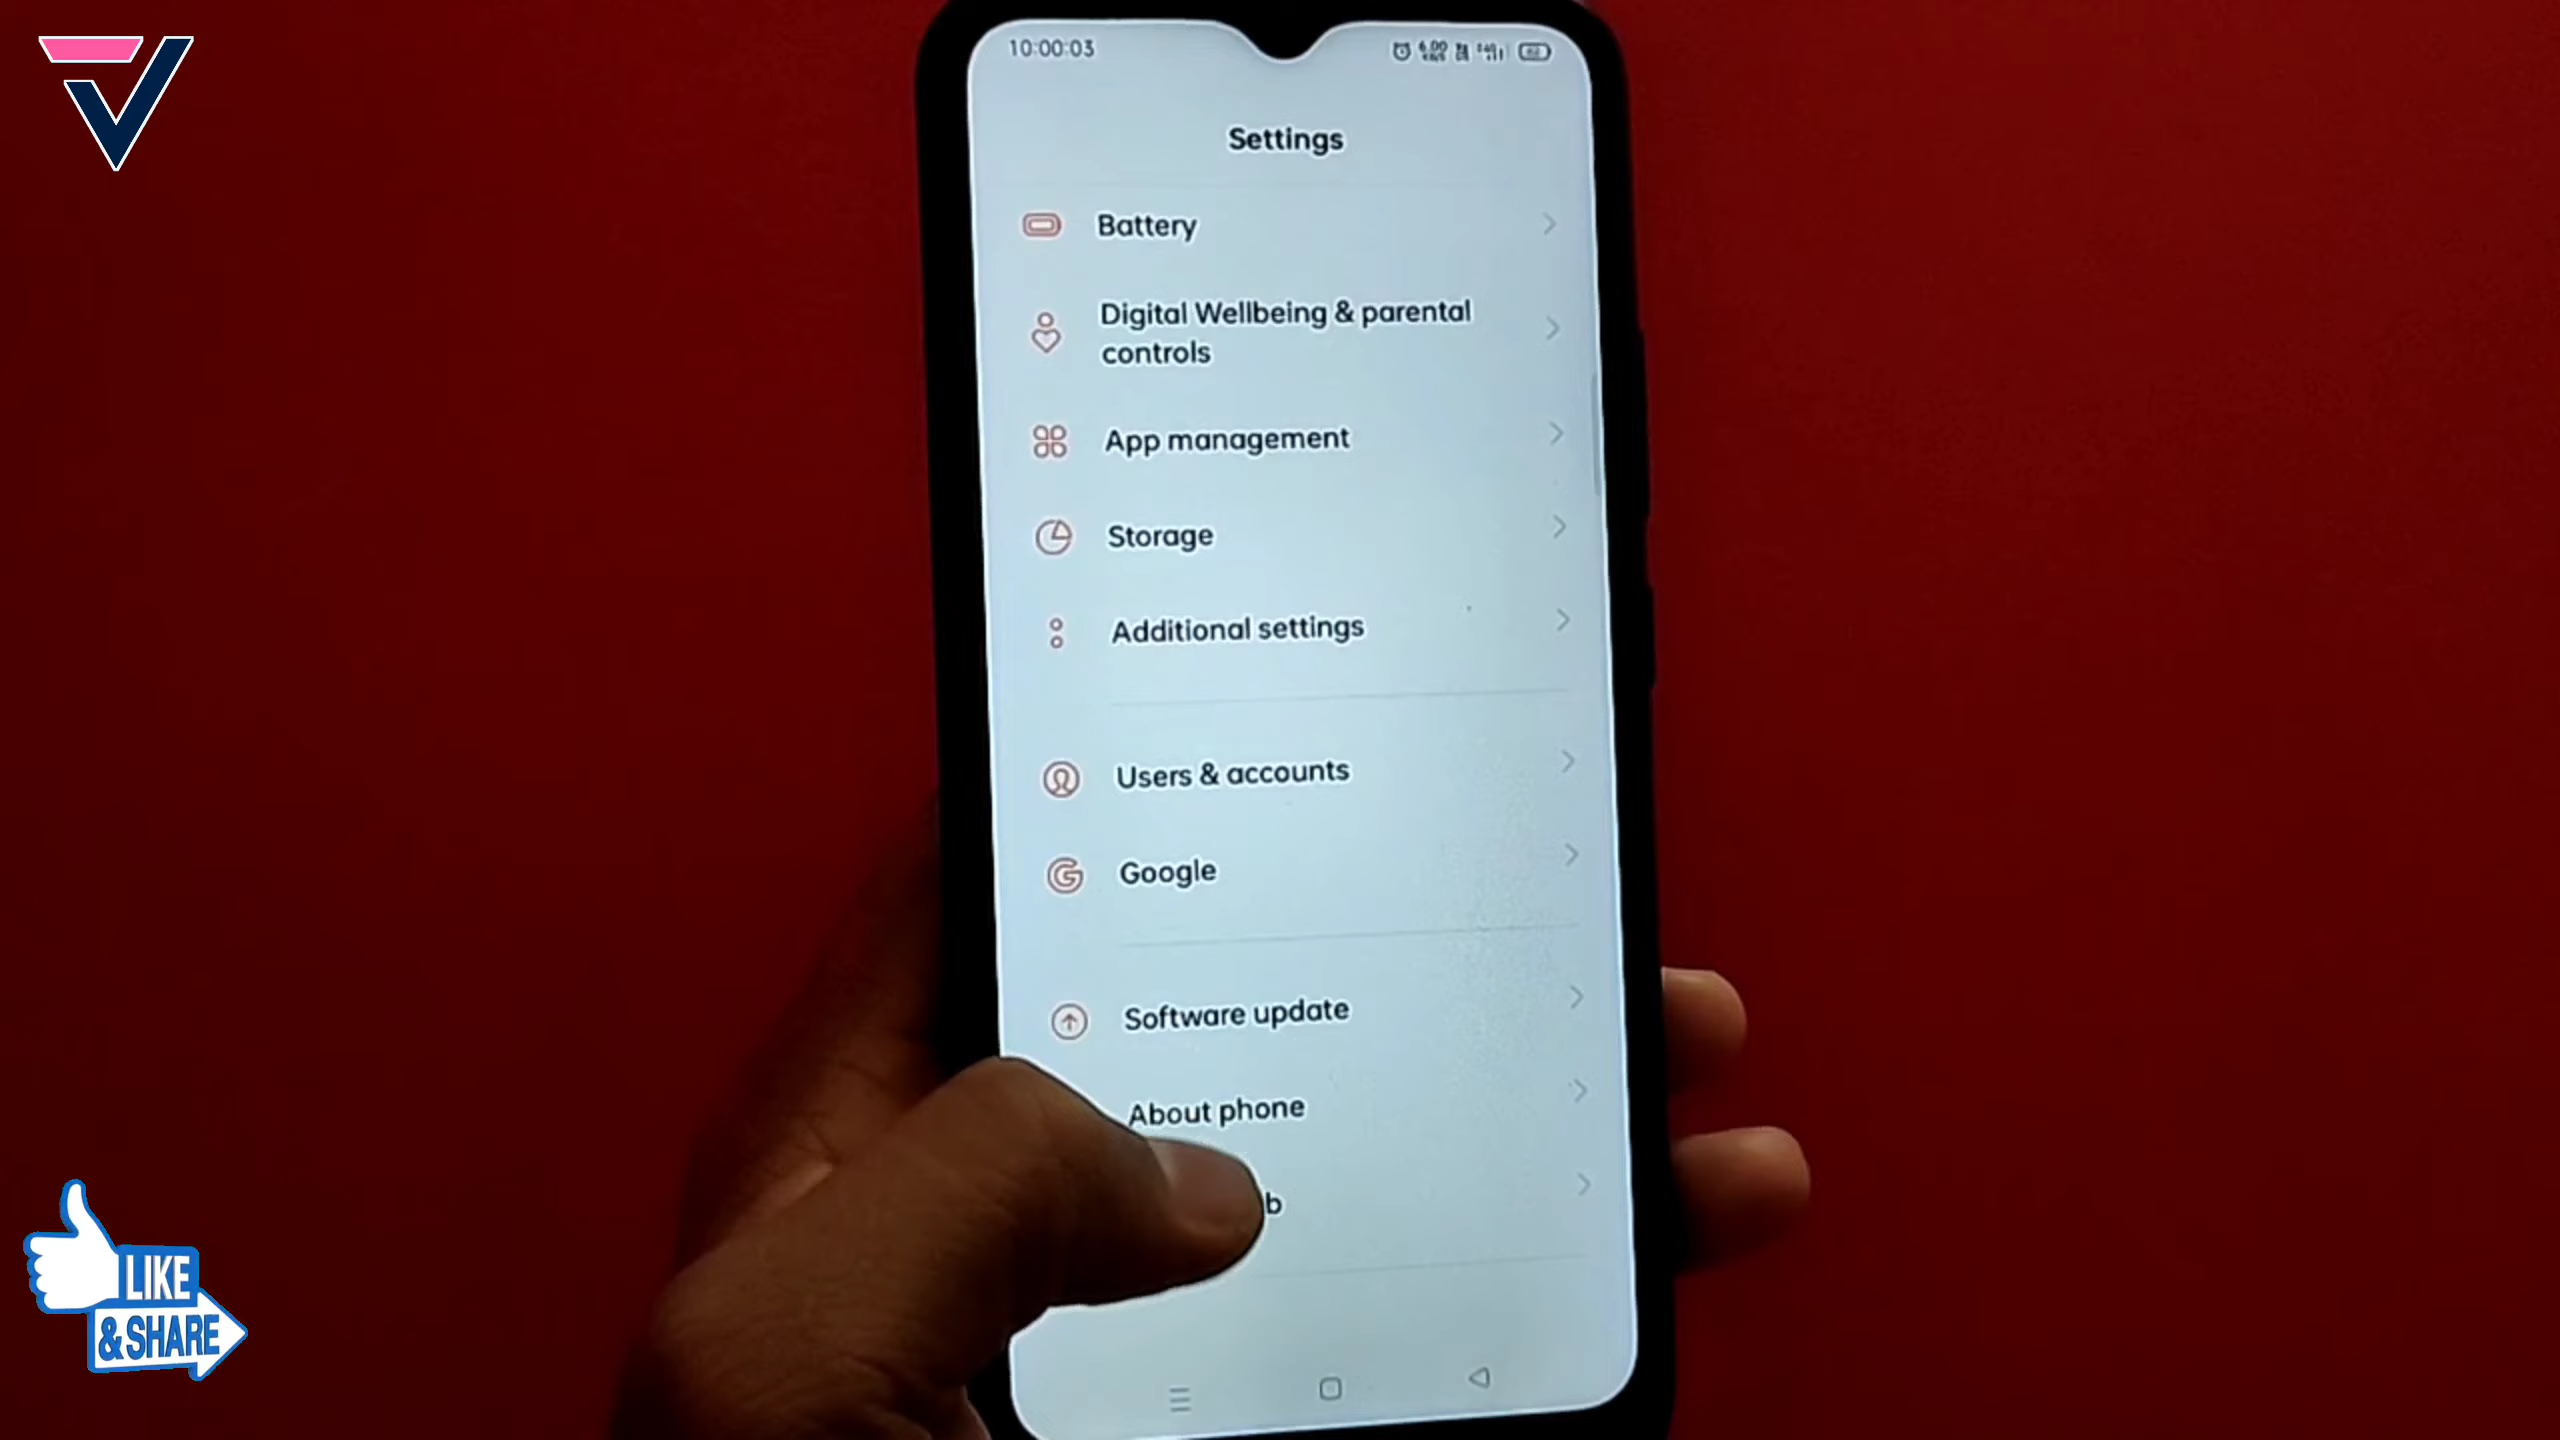 10:00:03
Settings
Battery
Digital Wellbeing & parental
controls
App management
Storage
Additional settings
Users & accounts
Google
Software update
About phone
b
LIKE
& SHARE